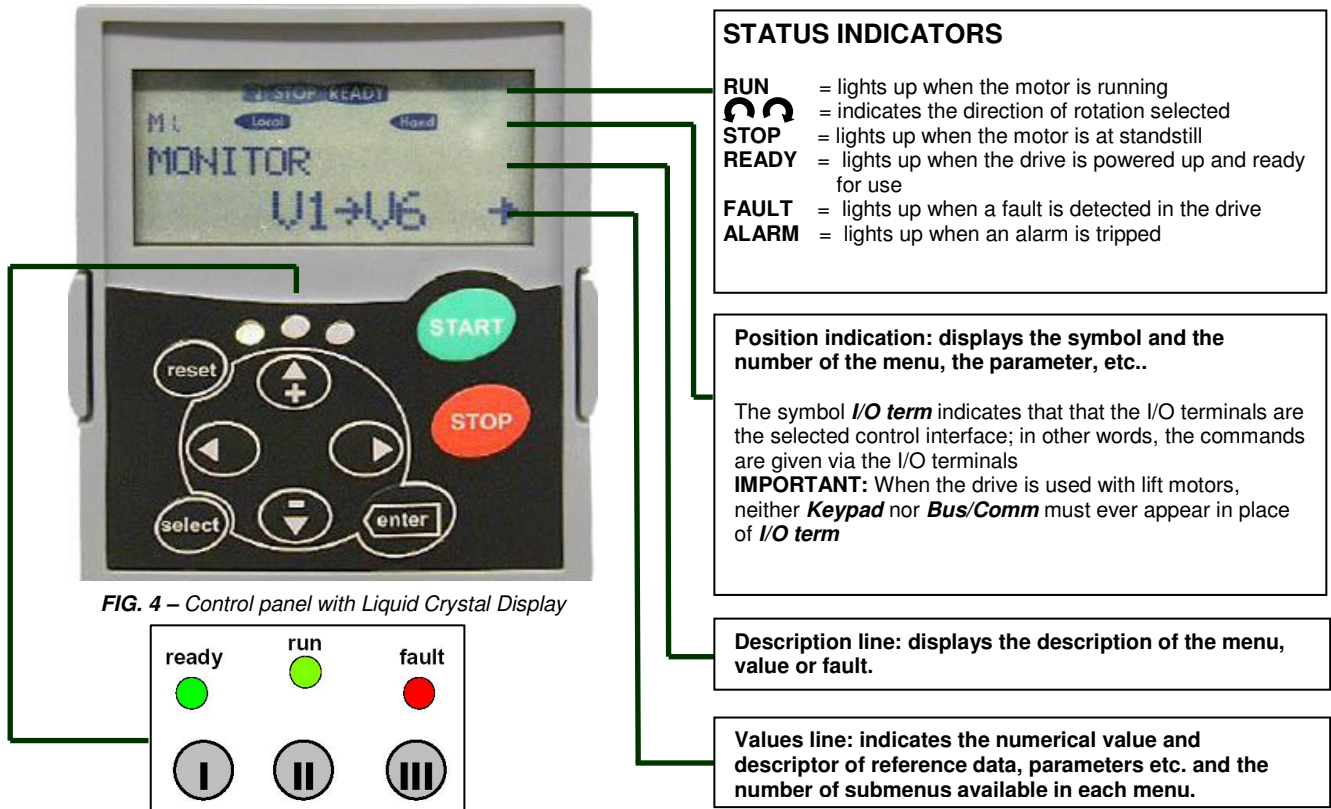 STOP READY
M1
Local
Hand
MONITOR
V1→V6 +
START
reset
+
STOP
-
select
enter
FIG. 4 – Control panel with Liquid Crystal Display
ready
run
fault
I
II
III
STATUS INDICATORS
RUN = lights up when the motor is running
= indicates the direction of rotation selected
STOP = lights up when the motor is at standstill
READY = lights up when the drive is powered up and ready
for use
FAULT = lights up when a fault is detected in the drive
ALARM = lights up when an alarm is tripped
Position indication: displays the symbol and the
number of the menu, the parameter, etc..
The symbol I/O term indicates that that the I/O terminals are
the selected control interface; in other words, the commands
are given via the I/O terminals
IMPORTANT: When the drive is used with lift motors,
neither Keypad nor Bus/Comm must ever appear in place
of I/O term
Description line: displays the description of the menu,
value or fault.
Values line: indicates the numerical value and
descriptor of reference data, parameters etc. and the
number of submenus available in each menu.